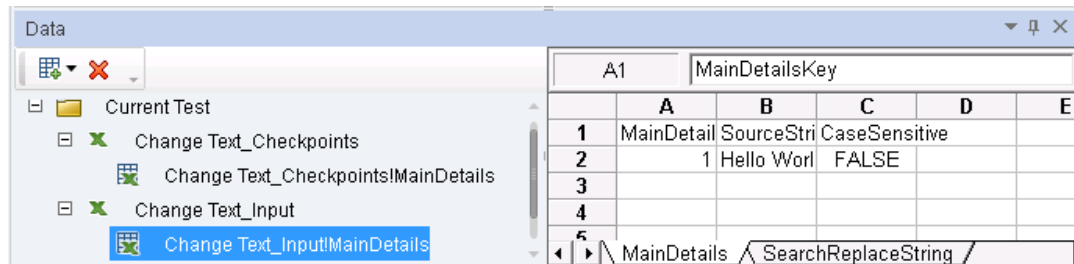 Data
Current Test
Change Text_Checkpoints
Change Text_Checkpoints!MainDetails
Change Text_Input
Change Text_Input!MainDetails
A1 MainDetailsKey
A B C D E
1 MainDetail SourceStri CaseSensitive
2 1 Hello Worl FALSE
3
4
5
MainDetails SearchReplaceString